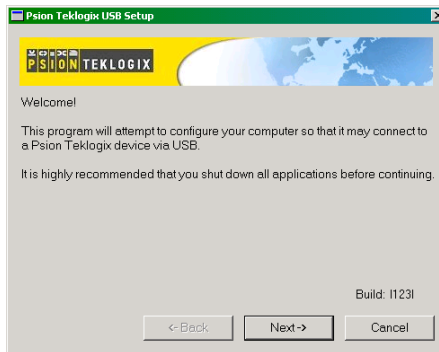 Psion Teklogix USB Setup
PSION TEKLOGIX
Welcome!
This program will attempt to configure your computer so that it may connect to
a Psion Teklogix device via USB.
It is highly recommended that you shut down all applications before continuing.
Build: I123I
<- Back
Next ->
Cancel